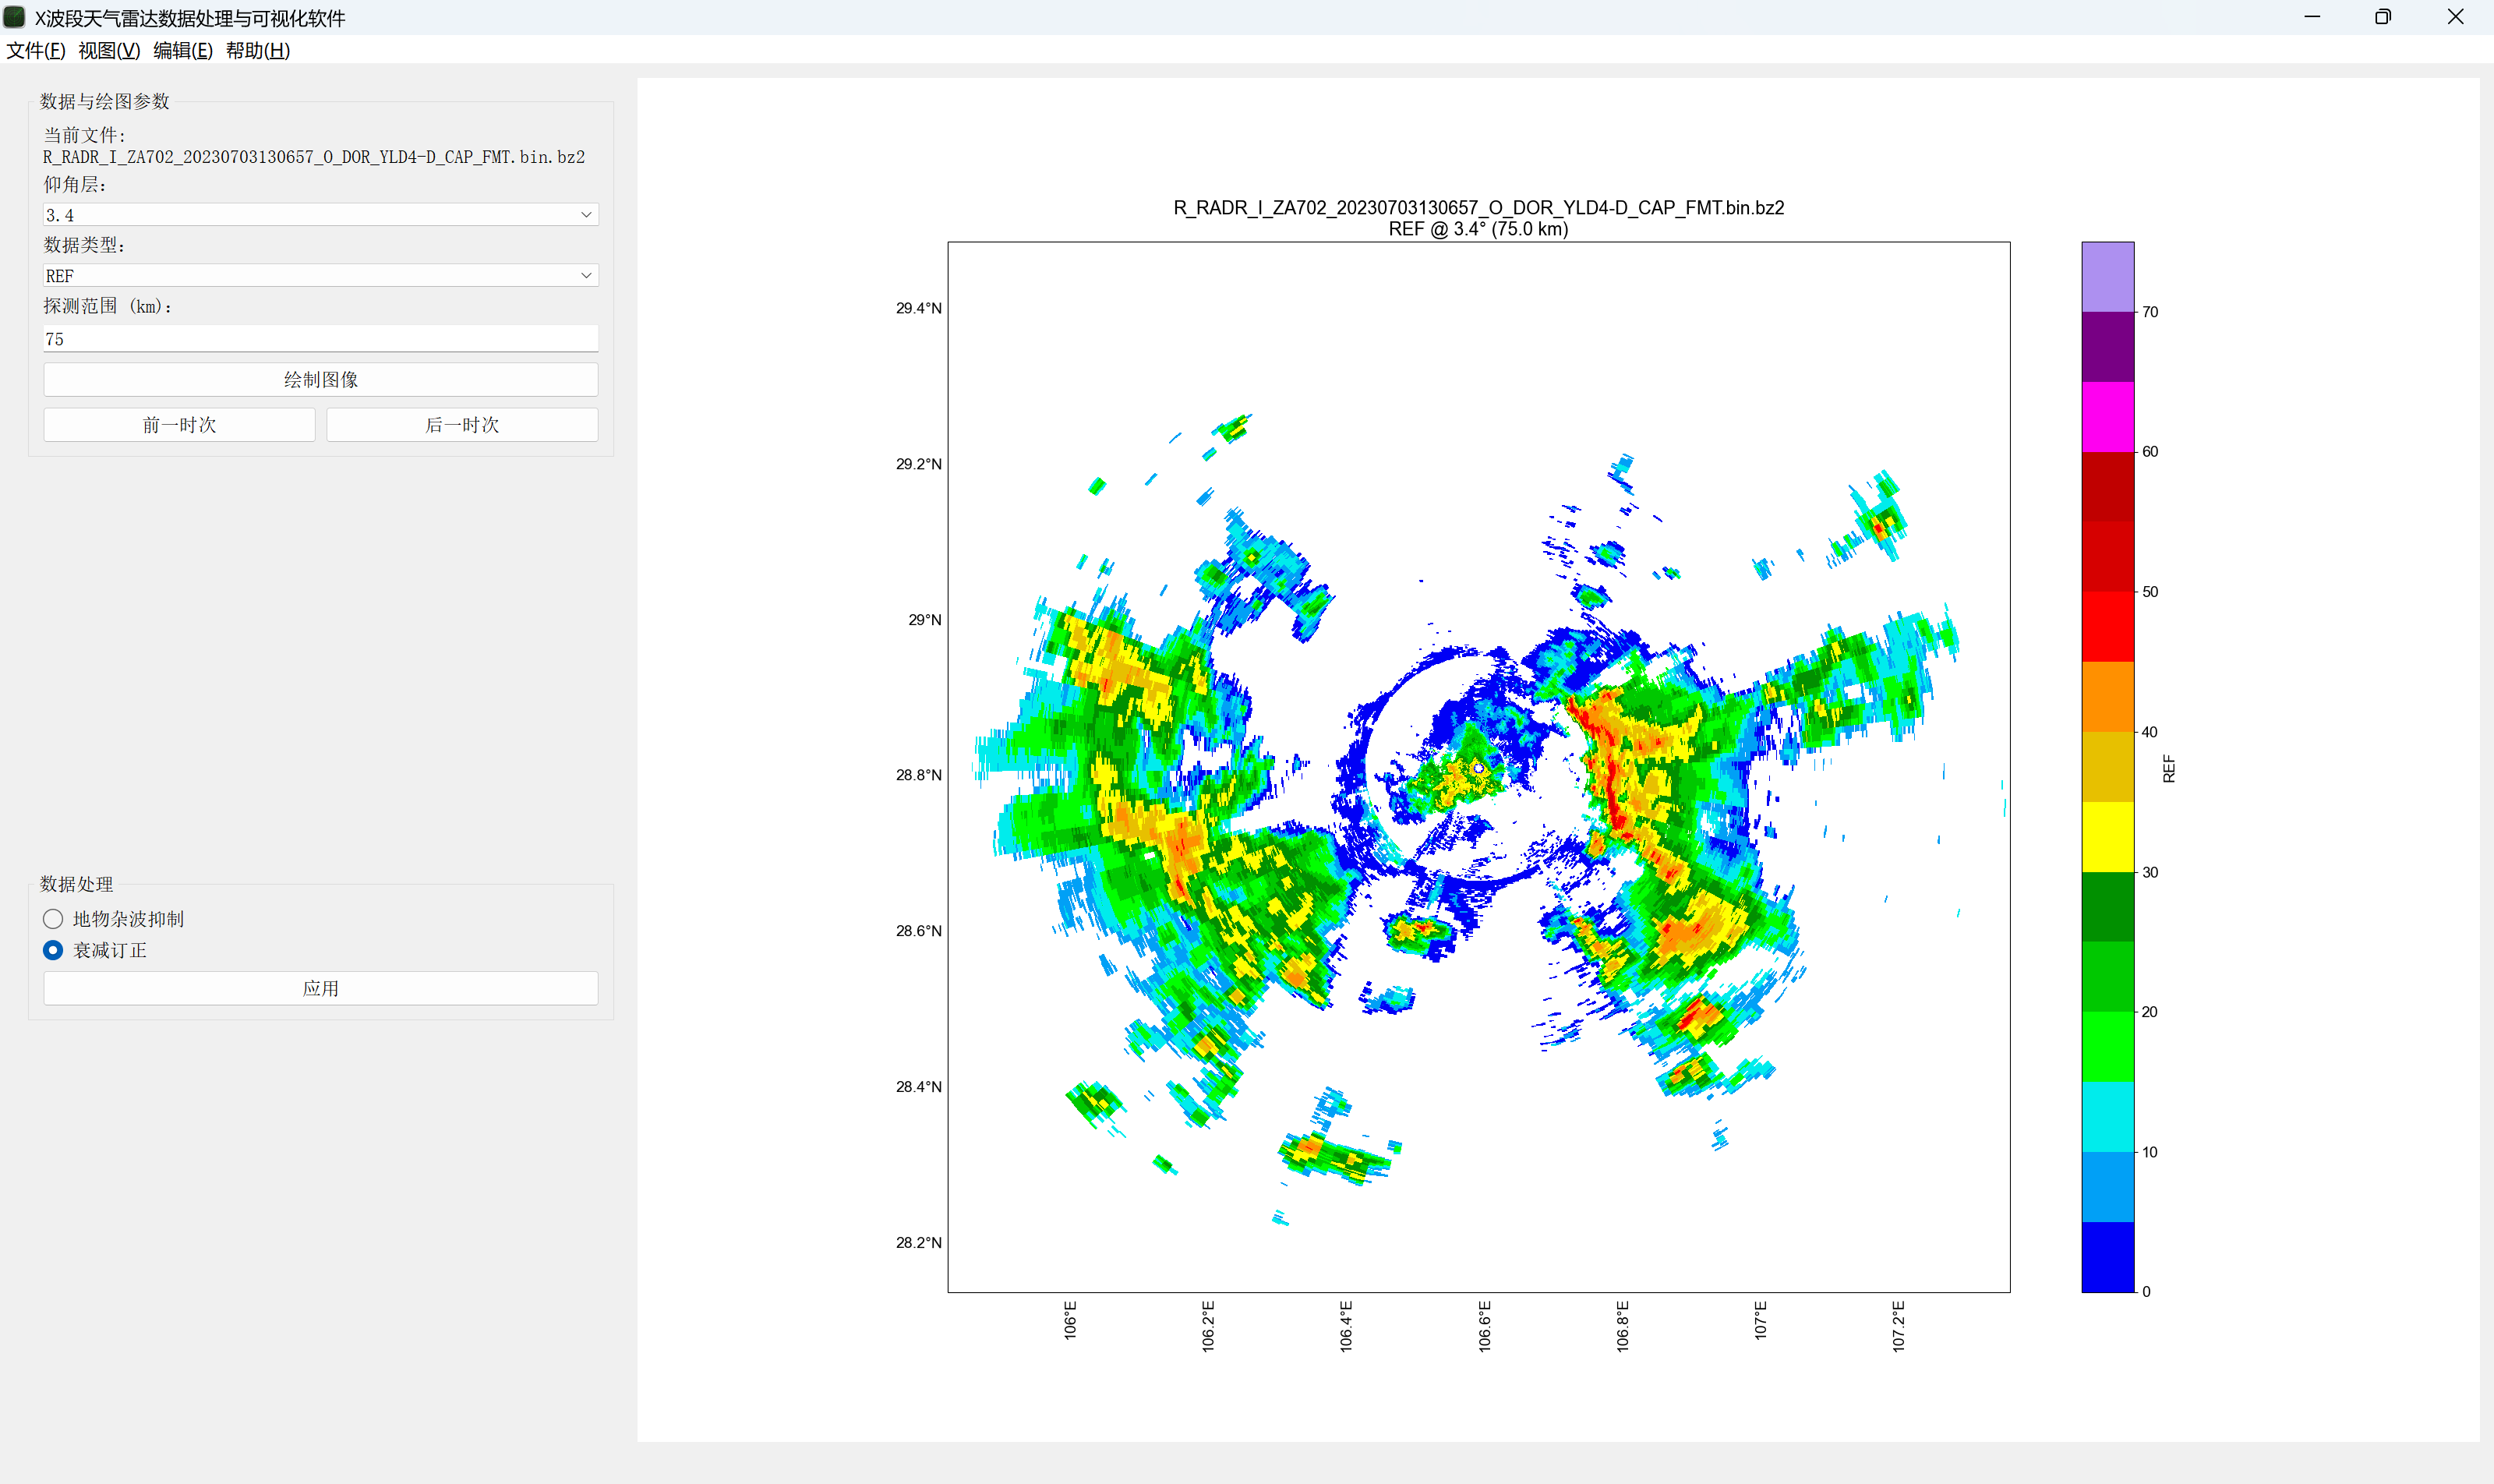 X波段天气雷达数据处理与可视化软件
文件(F) 视图(V) 编辑(E) 帮助(H)
数据与绘图参数
当前文件:
R_RADR_I_ZA702_20230703130657_O_DOR_YLD4-D_CAP_FMT.bin.bz2
仰角层:
3.4
数据类型:
REF
探测范围 (km):
75
绘制图像
前一时次 后一时次
数据处理
地物杂波抑制
衰减订正
应用
R_RADR_I_ZA702_20230703130657_O_DOR_YLD4-D_CAP_FMT.bin.bz2
REF @ 3.4° (75.0 km)
29.4°N
29.2°N
29°N
28.8°N
28.6°N
28.4°N
28.2°N
106°E 106.2°E 106.4°E 106.6°E 106.8°E 107°E 107.2°E
70
60
50
40
30
20
10
0
REF